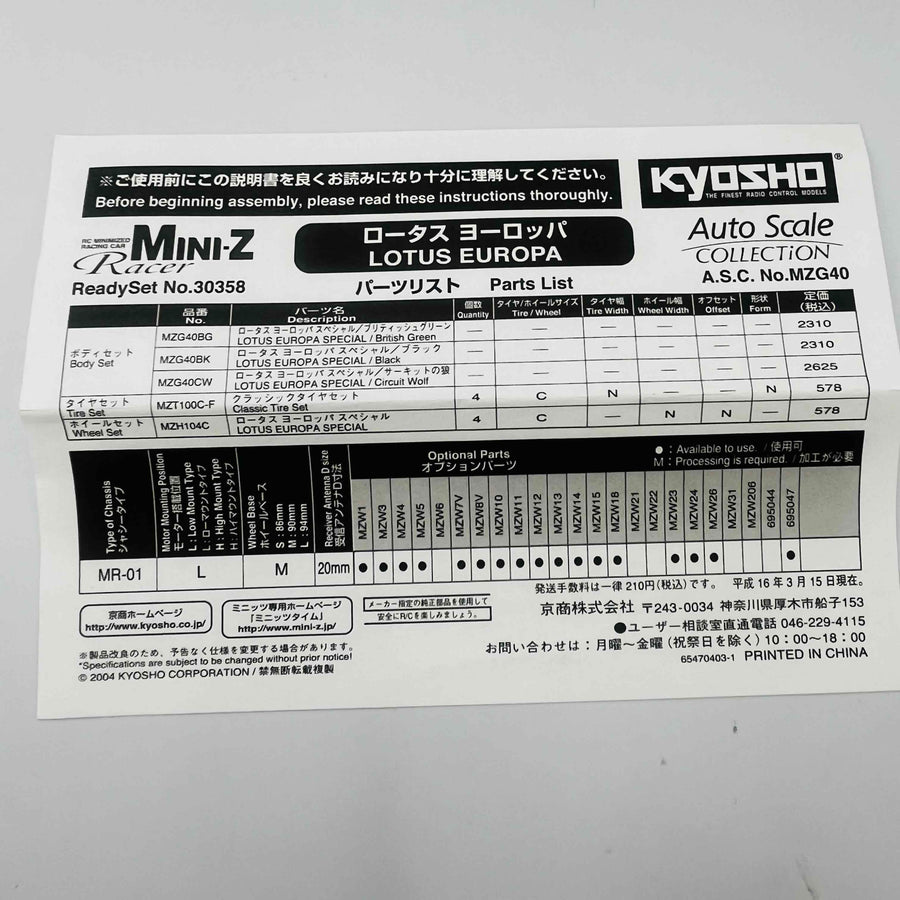 ※ご使用前にこの説明書を良くお読みになり十分に理解してください。
Before beginning assembly, please read these instructions thoroughly.
KYOSHO®
THE FINEST RADIO CONTROL MODELS
RC MINIMIZED RACING CAR
MINI-Z
Racer
ReadySet No.30358
ロータス ヨーロッパ
LOTUS EUROPA
パーツリスト Parts List
Auto Scale
COLLECTION
A.S.C. No.MZG40
品番 No. パーツ名 Description 個数 Quantity タイヤ/ホイールサイズ Tire / Wheel タイヤ幅 Tire Width ホイール幅 Wheel Width オフセット Offset 形状 Form 定価 (税込)
ボディセット Body Set
MZG40BG ロータス ヨーロッパ スペシャル/ブリティッシュグリーン LOTUS EUROPA SPECIAL / British Green — — — — — — 2310
MZG40BK ロータス ヨーロッパ スペシャル/ブラック LOTUS EUROPA SPECIAL / Black — — — — — — 2310
MZG40CW ロータス ヨーロッパ スペシャル/サーキットの狼 LOTUS EUROPA SPECIAL / Circuit Wolf — — — — — — 2625
タイヤセット Tire Set MZT100C-F クラッシックタイヤセット Classic Tire Set 4 C N — — N 578
ホイールセット Wheel Set MZH104C ロータス ヨーロッパ スペシャル LOTUS EUROPA SPECIAL 4 C — N N — 578
Type of Chassis シャシータイプ
Motor Mounting Position モーター搭載位置
L : Low Mount Type
L : ローマウントタイプ
H : High Mount Type
H : ハイマウントタイプ
Wheel Base ホイールベース
S : 86mm
M : 90mm
L : 94mm
Receiver Antenna D size 受信アンテナD寸法
Optional Parts
オプションパーツ
● : Available to use. / 使用可
M : Processing is required. / 加工が必要
MZW1 MZW3 MZW4 MZW5 MZW6 MZW7V MZW8V MZW10 MZW11 MZW12 MZW13 MZW14 MZW15 MZW18 MZW21 MZW22 MZW23 MZW24 MZW26 MZW31 MZW208 695044 695047
MR-01 L M 20mm ● ● ● ● ● ● ● ● ● ● ● ● ● ● ● ● ●
発送手数料は一律 210円(税込)です。 平成 16 年 3 月 15 日現在。
京商ホームページ
http://www.kyosho.co.jp/
ミニッツ専用ホームページ
「ミニッツタイム」
http://www.mini-z.jp/
メーカー指定の純正部品を使用して
安全にR/Cを楽しみましょう。
京商株式会社 〒243-0034 神奈川県厚木市船子153
●ユーザー相談室直通電話 046-229-4115
お問い合わせは:月曜〜金曜(祝祭日を除く)10:00〜18:00
※製品改良のため、予告なく仕様を変更する場合があります。
*Specifications are subject to be changed without prior notice!
© 2004 KYOSHO CORPORATION / 禁無断転載複製
65470403-1 PRINTED IN CHINA